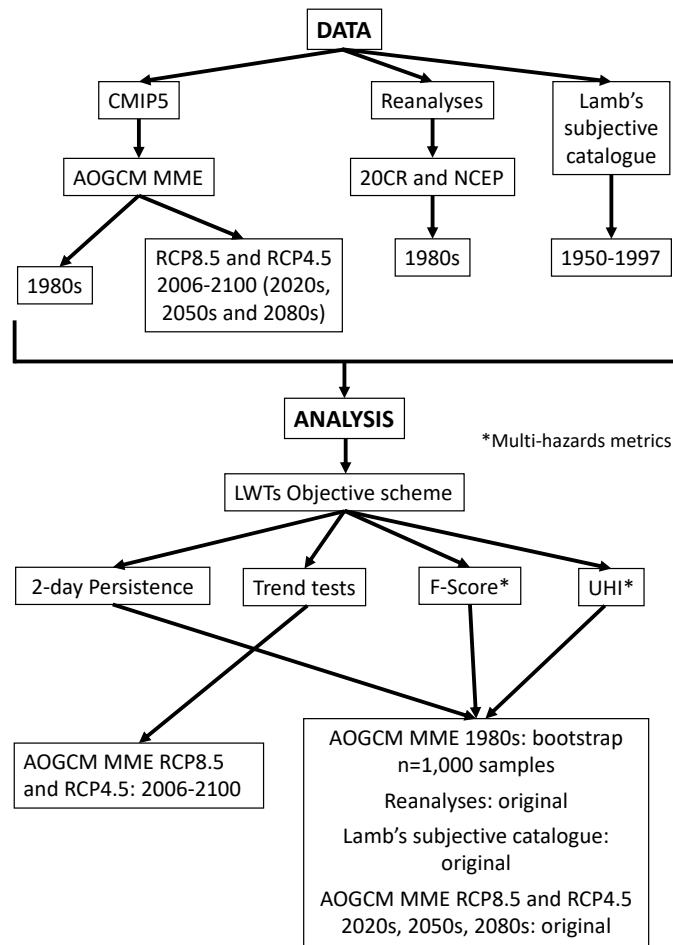 DATA
CMIP5
Reanalyses
Lamb's
subjective
catalogue
AOGCM MME
20CR and NCEP
1980s
RCP8.5 and RCP4.5
2006-2100 (2020s,
2050s and 2080s)
1980s
1950-1997
ANALYSIS
*Multi-hazards metrics
LWTs Objective scheme
2-day Persistence
Trend tests
F-Score*
UHI*
AOGCM MME RCP8.5
and RCP4.5: 2006-2100
AOGCM MME 1980s: bootstrap
n=1,000 samples
Reanalyses: original
Lamb's subjective catalogue:
original
AOGCM MME RCP8.5 and RCP4.5
2020s, 2050s, 2080s: original